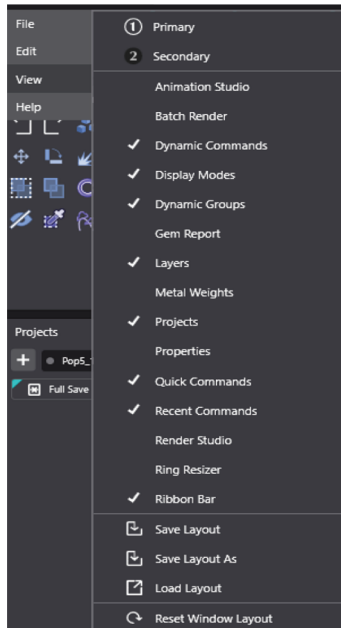 File
Edit
View
Help
Projects
Pop5_
Full Save
1 Primary
2 Secondary
Animation Studio
Batch Render
Dynamic Commands
Display Modes
Dynamic Groups
Gem Report
Layers
Metal Weights
Projects
Properties
Quick Commands
Recent Commands
Render Studio
Ring Resizer
Ribbon Bar
Save Layout
Save Layout As
Load Layout
Reset Window Layout